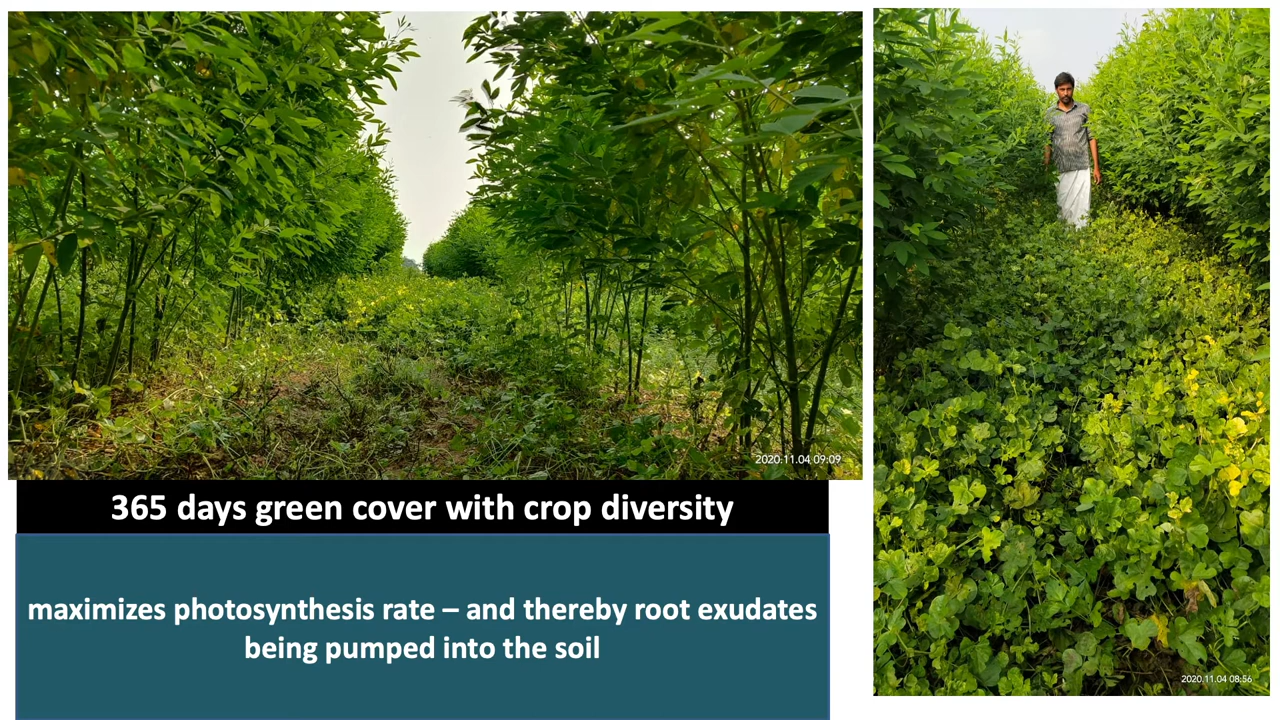 2020.11.04 09:09
365 days green cover with crop diversity
maximizes photosynthesis rate – and thereby root exudates
being pumped into the soil
2020.11.04 08:56